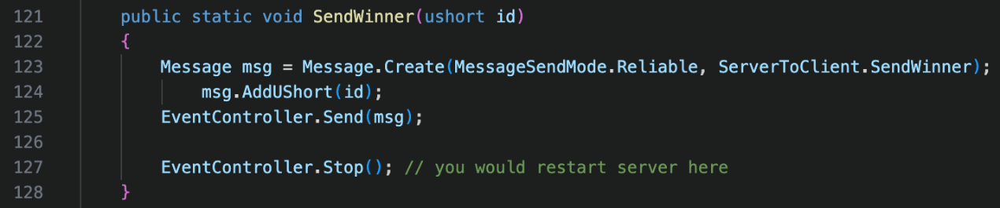 121 public static void SendWinner(ushort id)
122 {
123 Message msg = Message.Create(MessageSendMode.Reliable, ServerToClient.SendWinner);
124 msg.AddUShort(id);
125 EventController.Send(msg);
126
127 EventController.Stop(); // you would restart server here
128 }